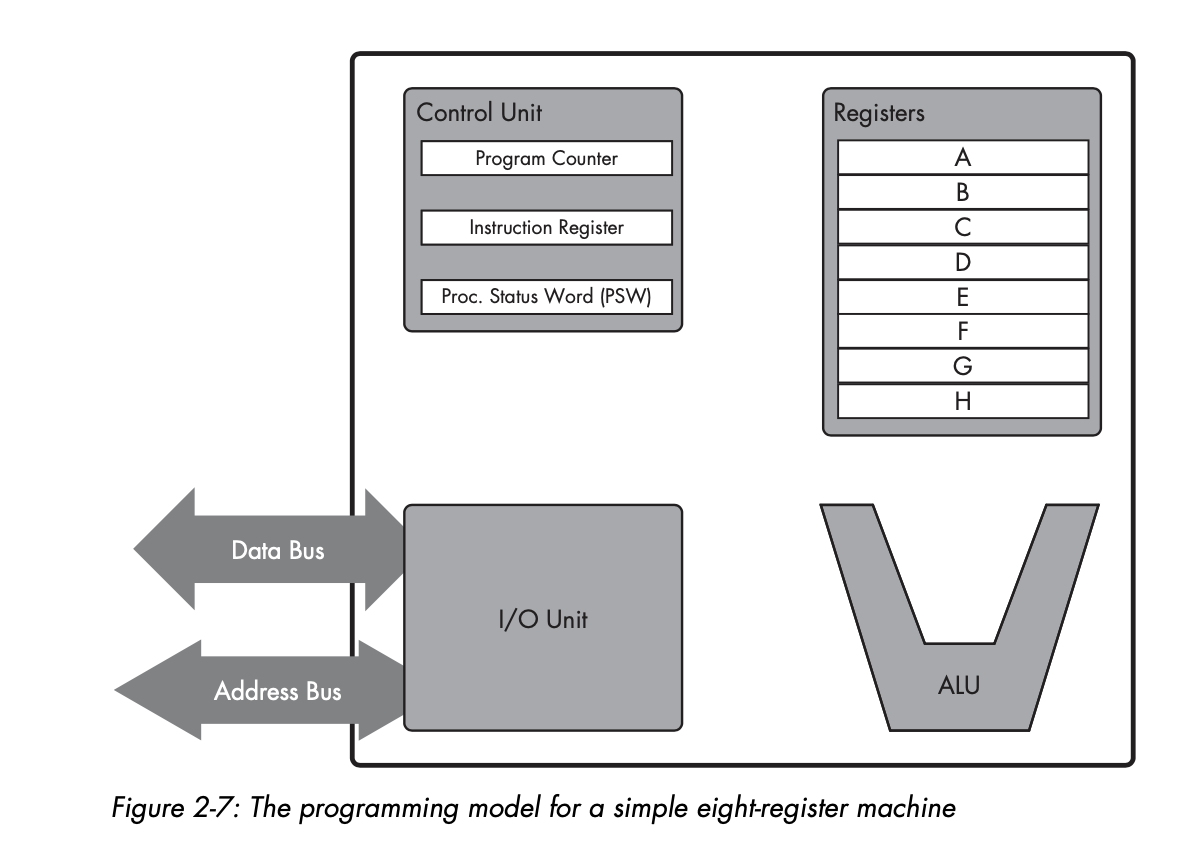 Control Unit
Program Counter
Instruction Register
Proc. Status Word (PSW)
Registers
A
B
C
D
E
F
G
H
Data Bus
Address Bus
I/O Unit
ALU
Figure 2-7: The programming model for a simple eight-register machine